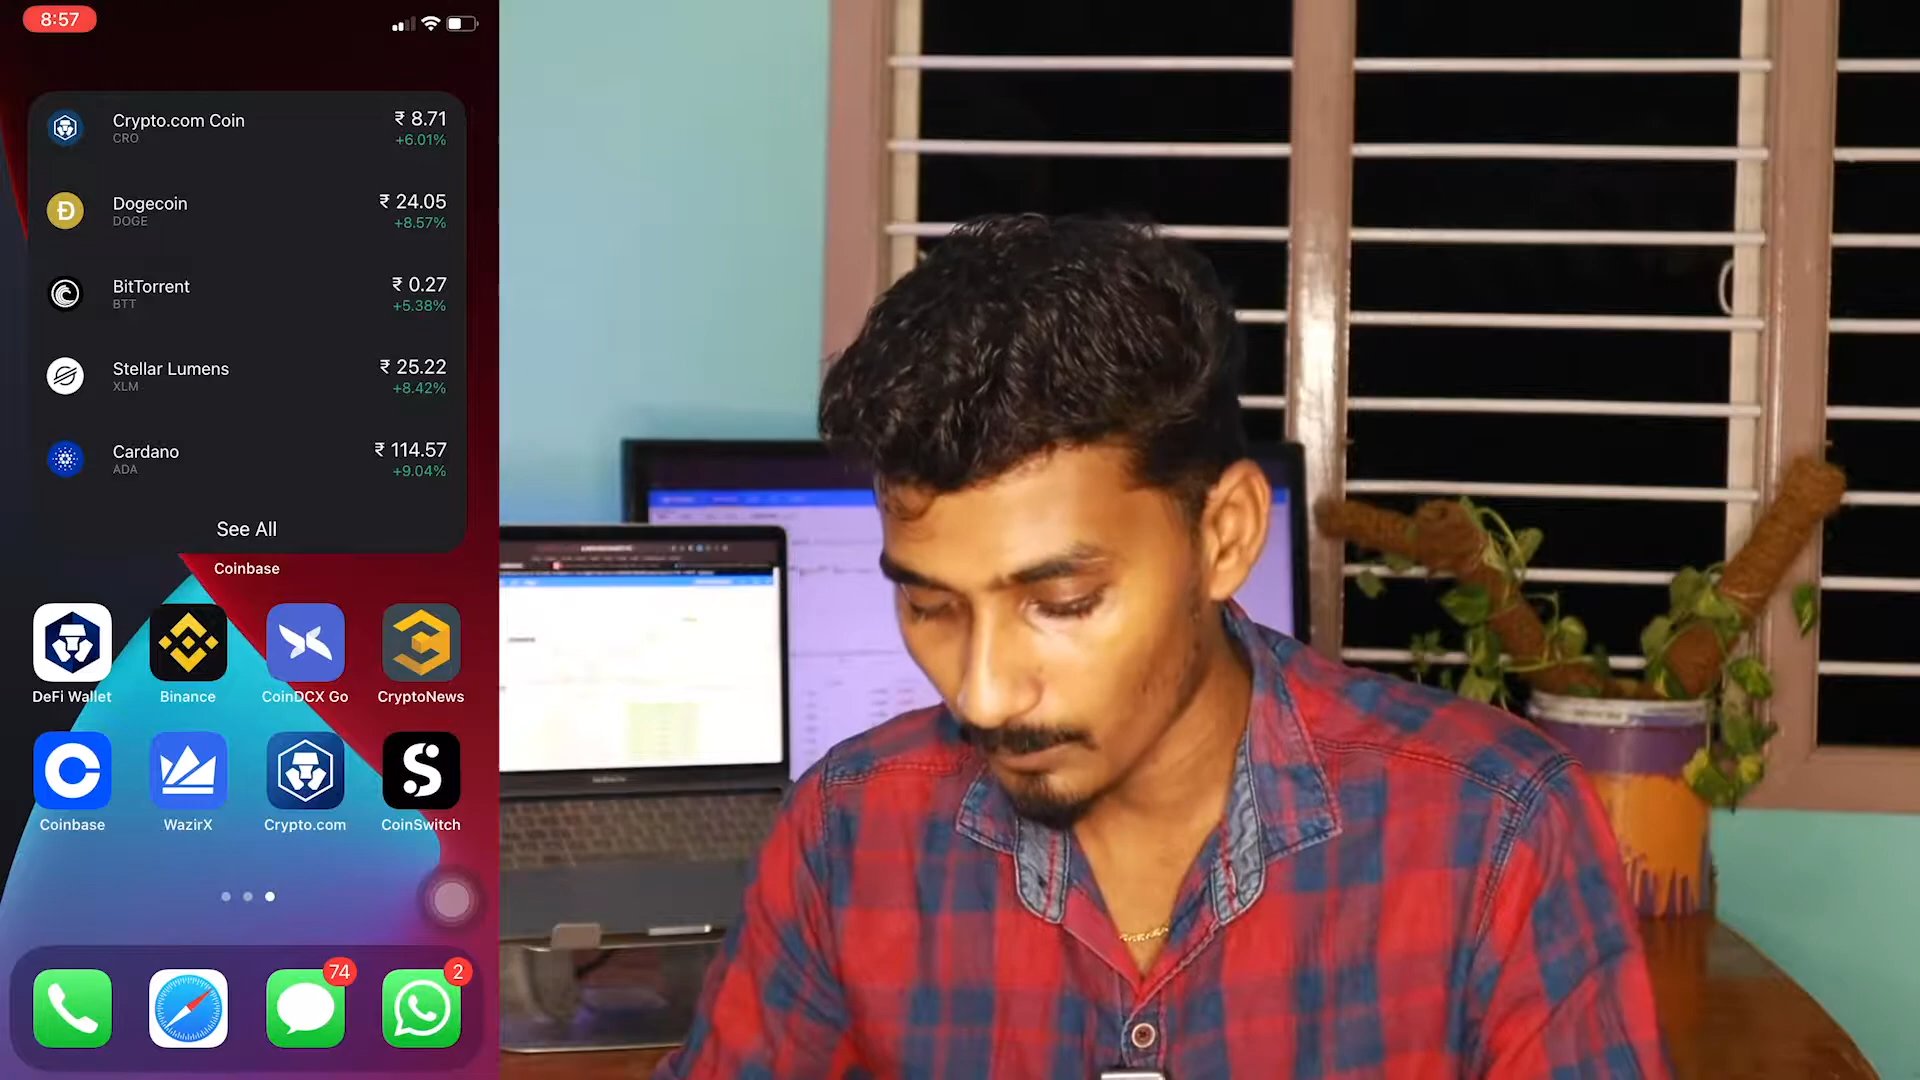 8:57
Crypto.com Coin ₹ 8.71
CRO +6.01%
Dogecoin ₹ 24.05
DOGE +8.57%
BitTorrent ₹ 0.27
BTT +5.38%
Stellar Lumens ₹ 25.22
XLM +8.42%
Cardano ₹ 114.57
ADA +9.04%
See All
Coinbase
DeFi Wallet Binance CoinDCX Go CryptoNews
Coinbase WazirX Crypto.com CoinSwitch
74 2